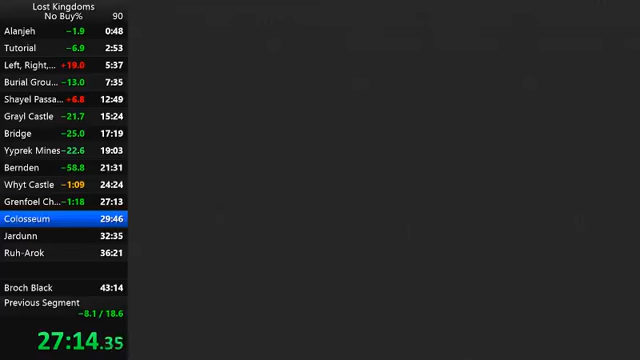 Lost Kingdoms
No Buy% 90
Alanjeh −1.9 0:48
Tutorial −6.9 2:53
Left, Right,... +19.0 5:37
Burial Grou... −13.0 7:35
Shayel Passa... +6.8 12:49
Grayl Castle −21.7 15:24
Bridge −25.0 17:19
Yyprek Mines −22.6 19:03
Bernden −58.8 21:31
Whyt Castle −1:09 24:24
Grenfoel Ch... −1:18 27:13
Colosseum 29:46
Jardunn 32:35
Ruh-Arok 36:21
Broch Black 43:14
Previous Segment
−8.1 / 18.6
27:14.35